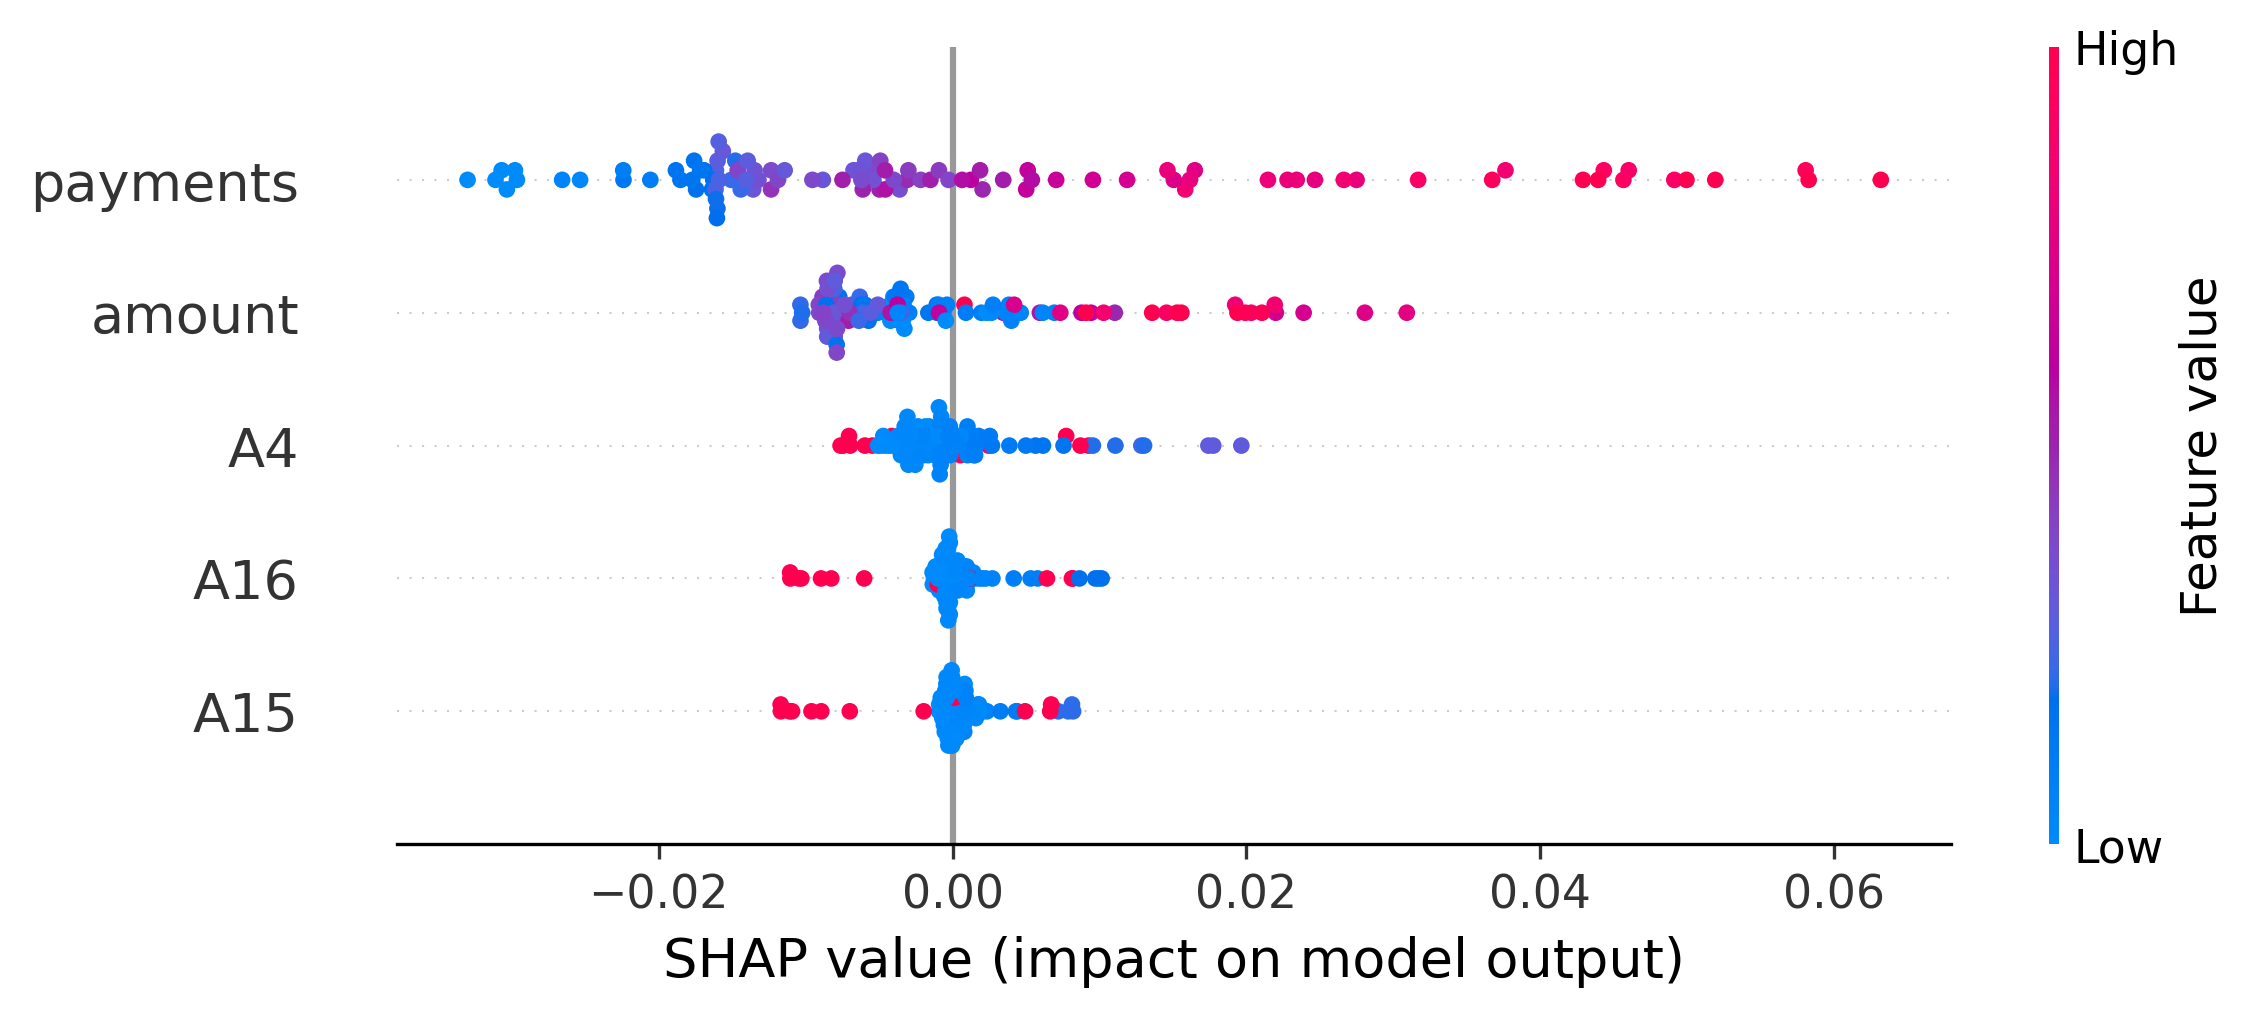 High
payments
amount
A4
A16
A15
Feature value
Low
−0.02 0.00 0.02 0.04 0.06
SHAP value (impact on model output)